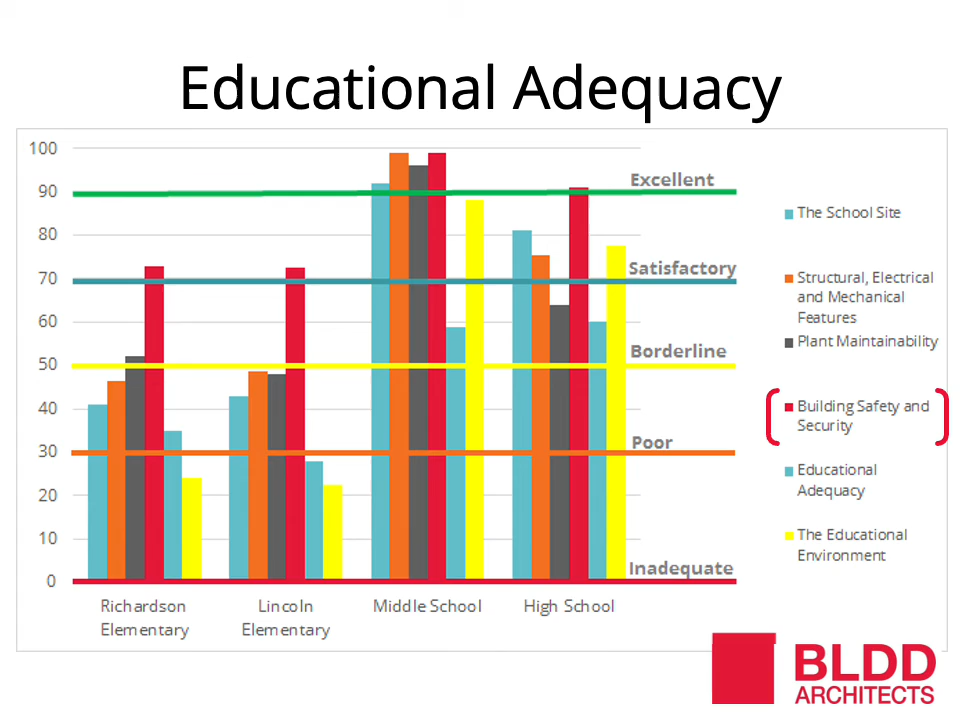 Educational Adequacy
100
90
80
70
60
50
40
30
20
10
0
Excellent
Satisfactory
Borderline
Poor
Inadequate
Richardson
Elementary
Lincoln
Elementary
Middle School
High School
The School Site
Structural, Electrical
and Mechanical
Features
Plant Maintainability
Building Safety and
Security
Educational
Adequacy
The Educational
Environment
BLDD
ARCHITECTS